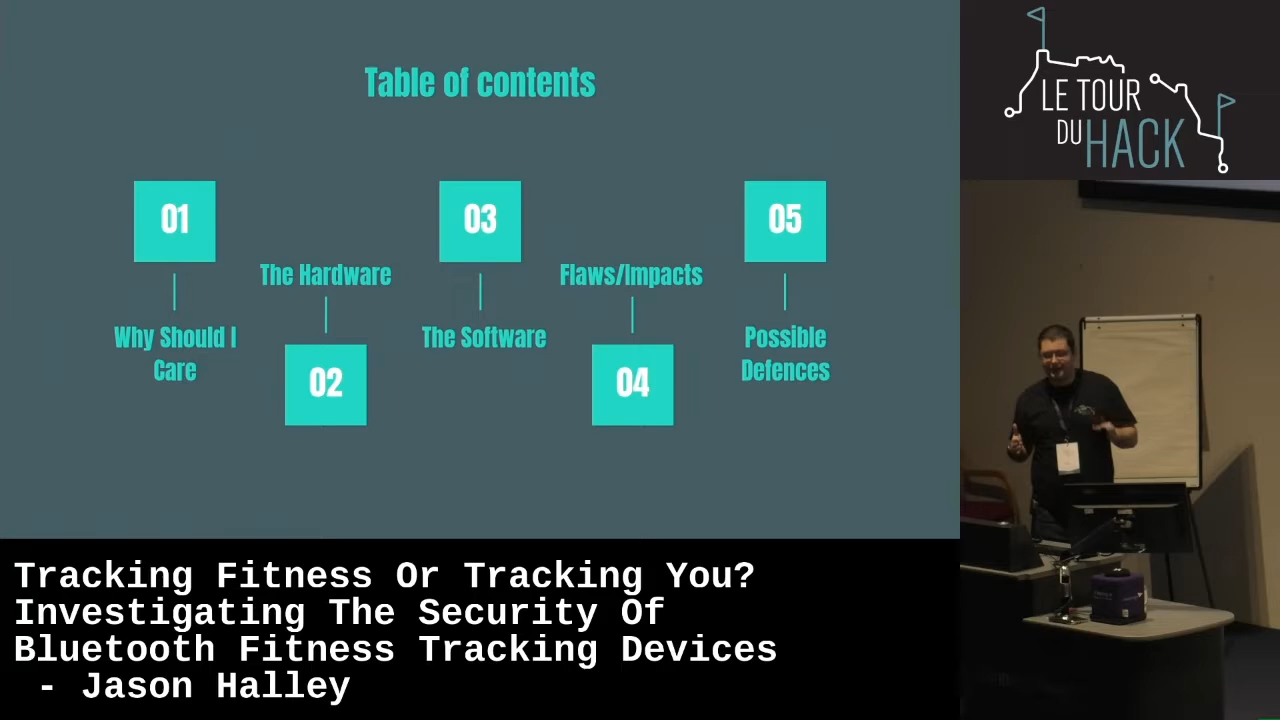 Table of contents
01
03
05
The Hardware
Flaws/Impacts
Why Should I
Care
The Software
Possible
Defences
02
04
LE TOUR
DU HACK
Tracking Fitness Or Tracking You?
Investigating The Security Of
Bluetooth Fitness Tracking Devices
- Jason Halley